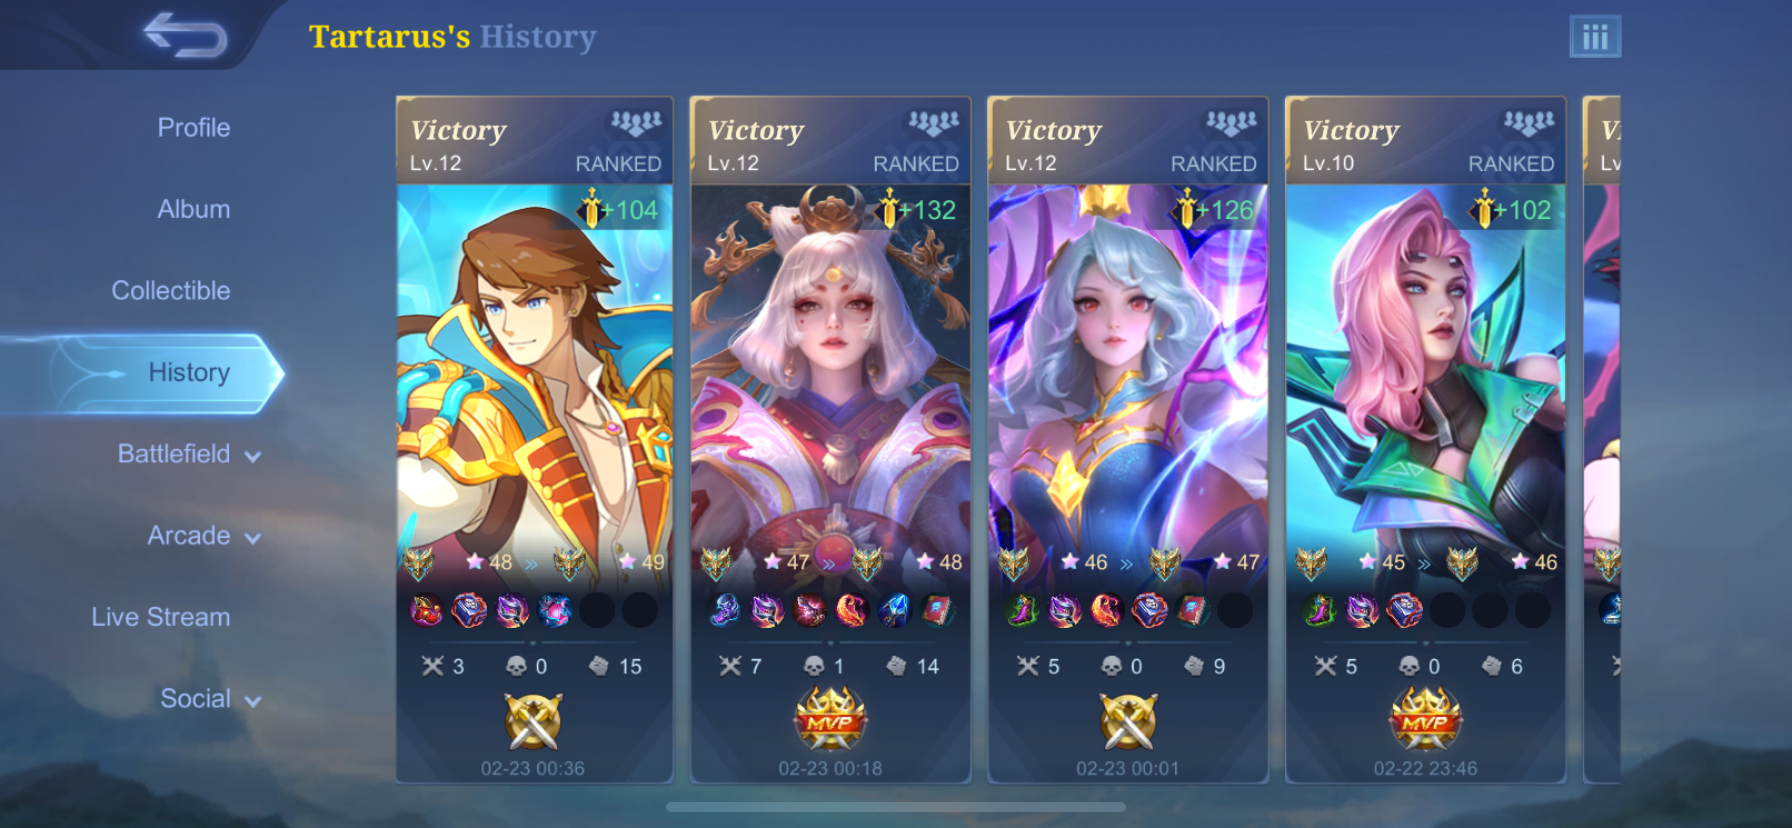 Tartarus's History
Profile
Album
Collectible
History
Battlefield
Arcade
Live Stream
Social
Victory
Lv.12 RANKED
+104
48 » 49
3 0 15
02-23 00:36
Victory
Lv.12 RANKED
+132
47 » 48
7 1 14
MVP
02-23 00:18
Victory
Lv.12 RANKED
+126
46 » 47
5 0 9
02-23 00:01
Victory
Lv.10 RANKED
+102
45 » 46
5 0 6
MVP
02-22 23:46